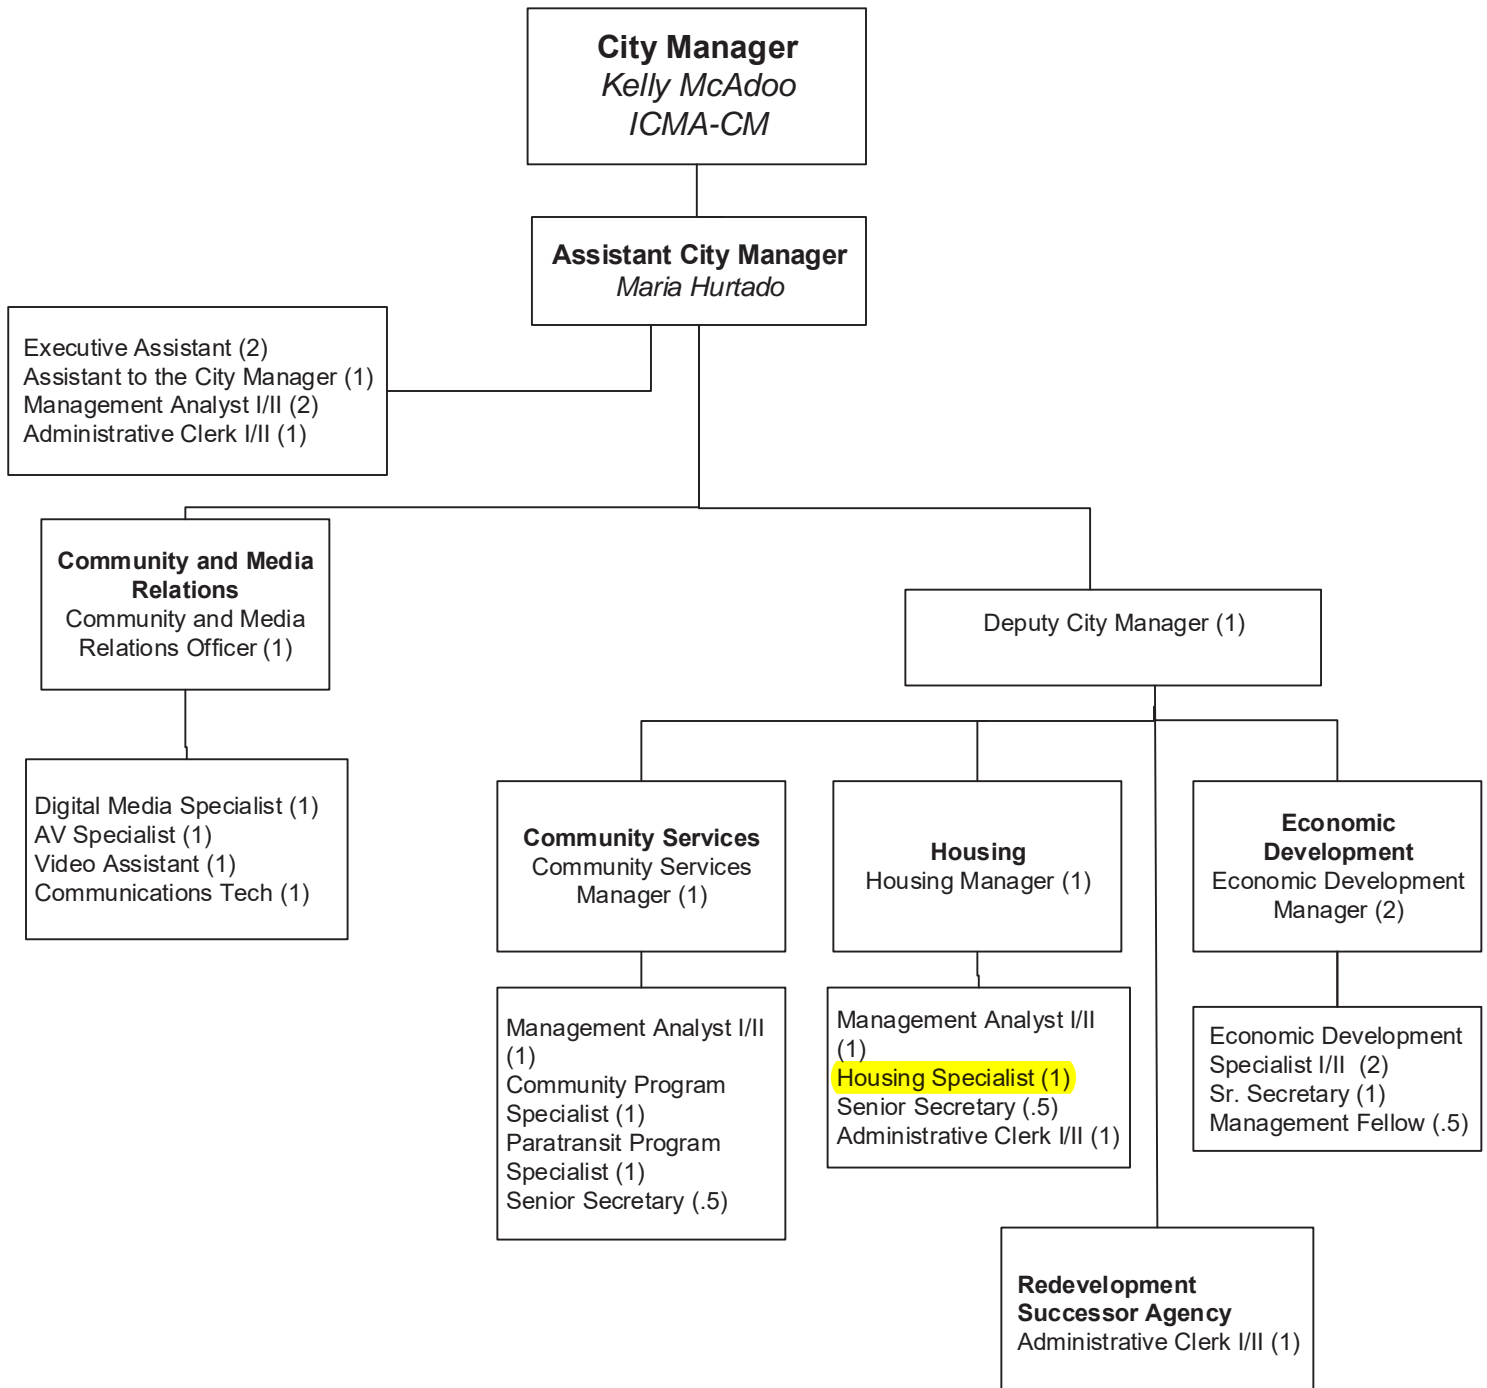 City Manager
Kelly McAdoo
ICMA-CM
Assistant City Manager
Maria Hurtado
Executive Assistant (2)
Assistant to the City Manager (1)
Management Analyst I/II (2)
Administrative Clerk I/II (1)
Community and Media
Relations
Community and Media
Relations Officer (1)
Deputy City Manager (1)
Digital Media Specialist (1)
AV Specialist (1)
Video Assistant (1)
Communications Tech (1)
Community Services
Community Services
Manager (1)
Housing
Housing Manager (1)
Economic
Development
Economic Development
Manager (2)
Management Analyst I/II
(1)
Community Program
Specialist (1)
Paratransit Program
Specialist (1)
Senior Secretary (.5)
Management Analyst I/II
(1)
Housing Specialist (1)
Senior Secretary (.5)
Administrative Clerk I/II (1)
Economic Development
Specialist I/II (2)
Sr. Secretary (1)
Management Fellow (.5)
Redevelopment
Successor Agency
Administrative Clerk I/II (1)